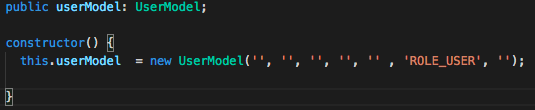 public userModel: UserModel;
constructor() {
this.userModel  = new UserModel('', '', '', '', '' , 'ROLE_USER', '');
}